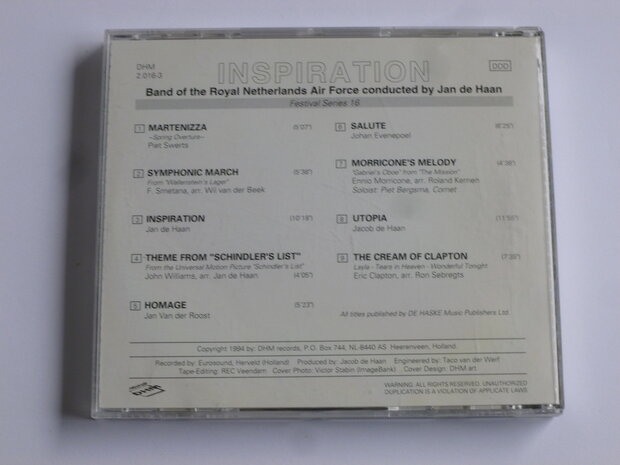 DHM
2.016-3
INSPIRATION
DDD
Band of the Royal Netherlands Air Force conducted by Jan de Haan
Festival Series 16
1 MARTENIZZA (5'07")
~Spring Overture~
Piet Swerts
2 SYMPHONIC MARCH (5'38")
From "Wallenstein's Lager"
F. Smetana, arr. Wil van der Beek
3 INSPIRATION (10'19")
Jan de Haan
4 THEME FROM "SCHINDLER'S LIST"
From the Universal Motion Picture "Schindler's List"
John Williams, arr. Jan de Haan (4'05")
5 HOMAGE (5'23")
Jan Van der Roost
6 SALUTE (6'25")
Johan Evenepoel
7 MORRICONE'S MELODY (4'38")
"Gabriel's Oboe" from "The Mission"
Ennio Morricone, arr. Roland Kernen
Soloist: Piet Bergsma, Cornet
8 UTOPIA (11'55")
Jacob de Haan
9 THE CREAM OF CLAPTON (7'35")
Layla - Tears in Heaven - Wonderful Tonight
Eric Clapton, arr. Ron Sebregts
All titles published by DE HASKE Music Publishers Ltd.
Copyright 1994 by: DHM records, P.O. Box 744, NL-8440 AS Heerenveen, Holland.
Recorded by: Eurosound, Herveld (Holland) Produced by: Jacob de Haan Engineered by: Taco van der Werf
Tape-Editing: REC Veendam Cover Photo: Victor Stabin (ImageBank) Cover Design: DHM art
WARNING: ALL RIGHTS RESERVED. UNAUTHORIZED
DUPLICATION IS A VIOLATION OF APPLICATE LAWS